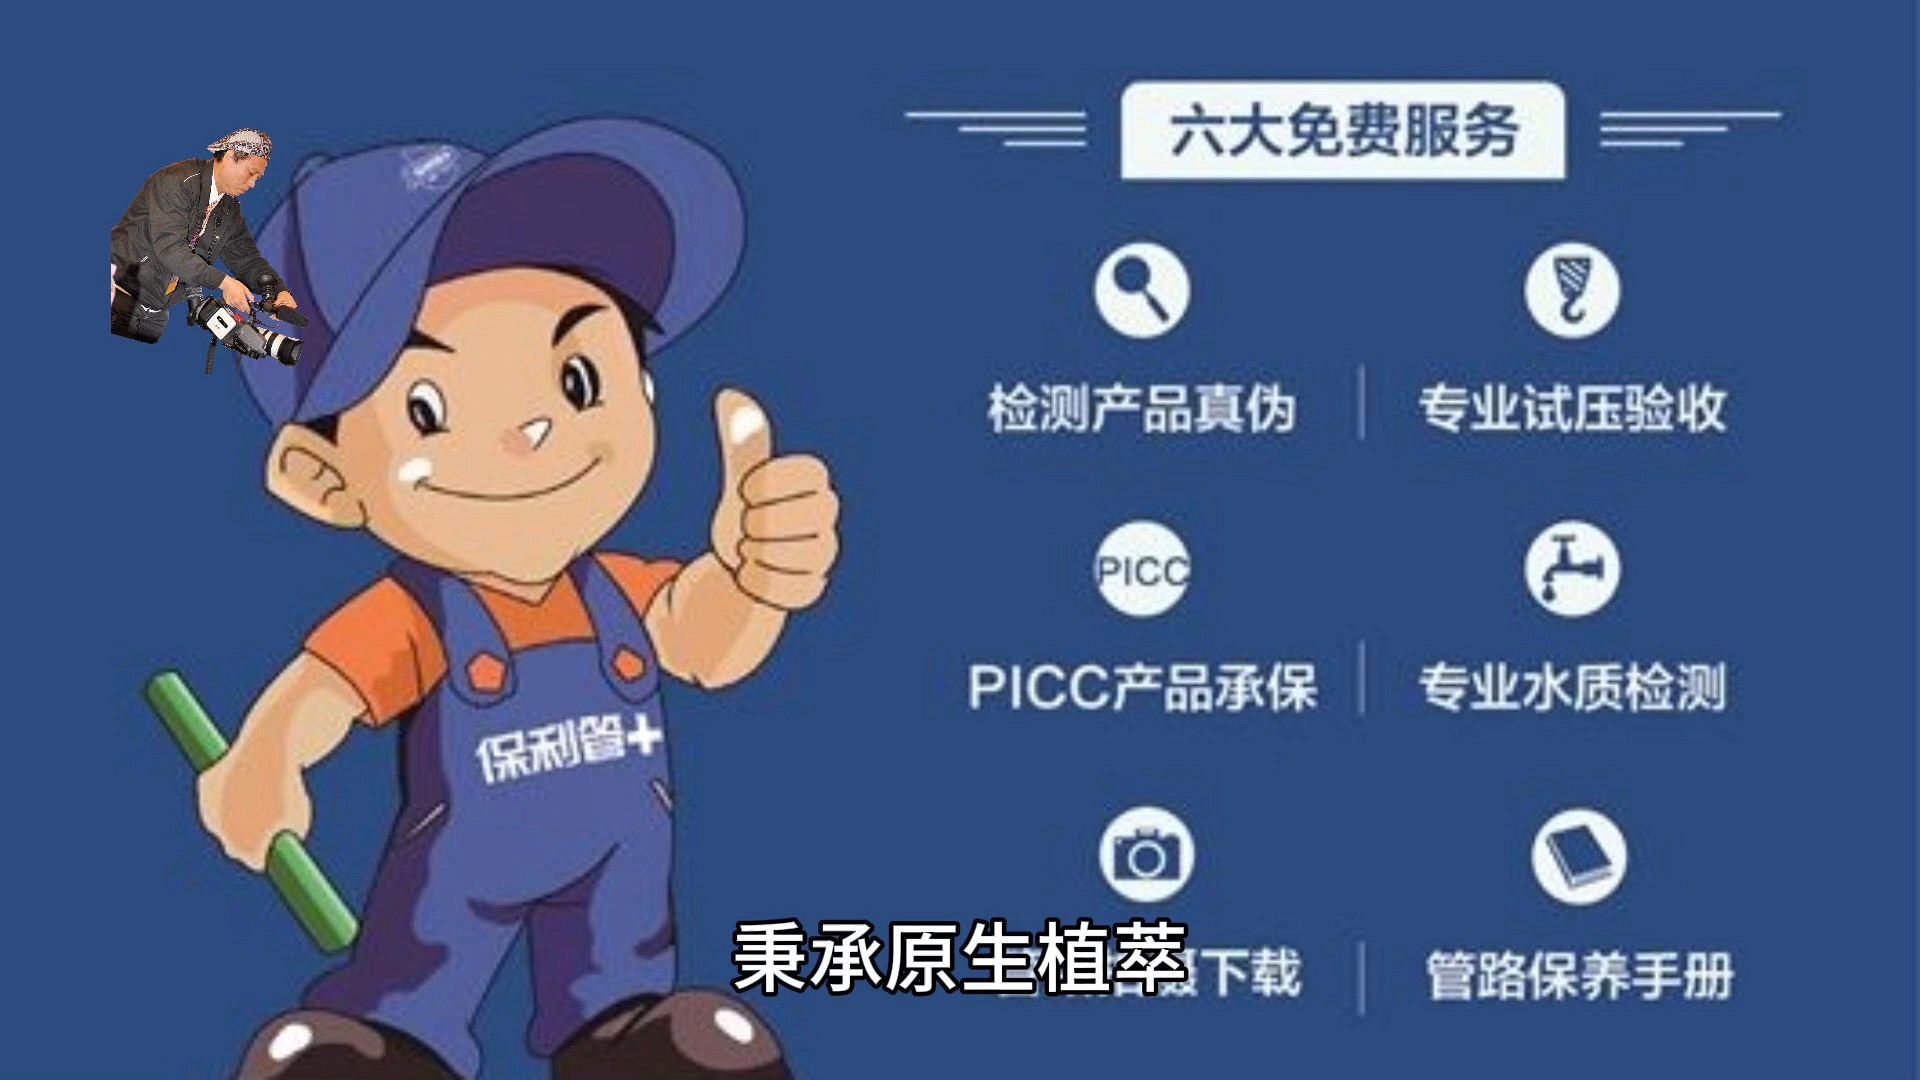 六大免费服务
检测产品真伪
专业试压验收
PICC
PICC产品承保
专业水质检测
保利管+
下载
管路保养手册
秉承原生植萃